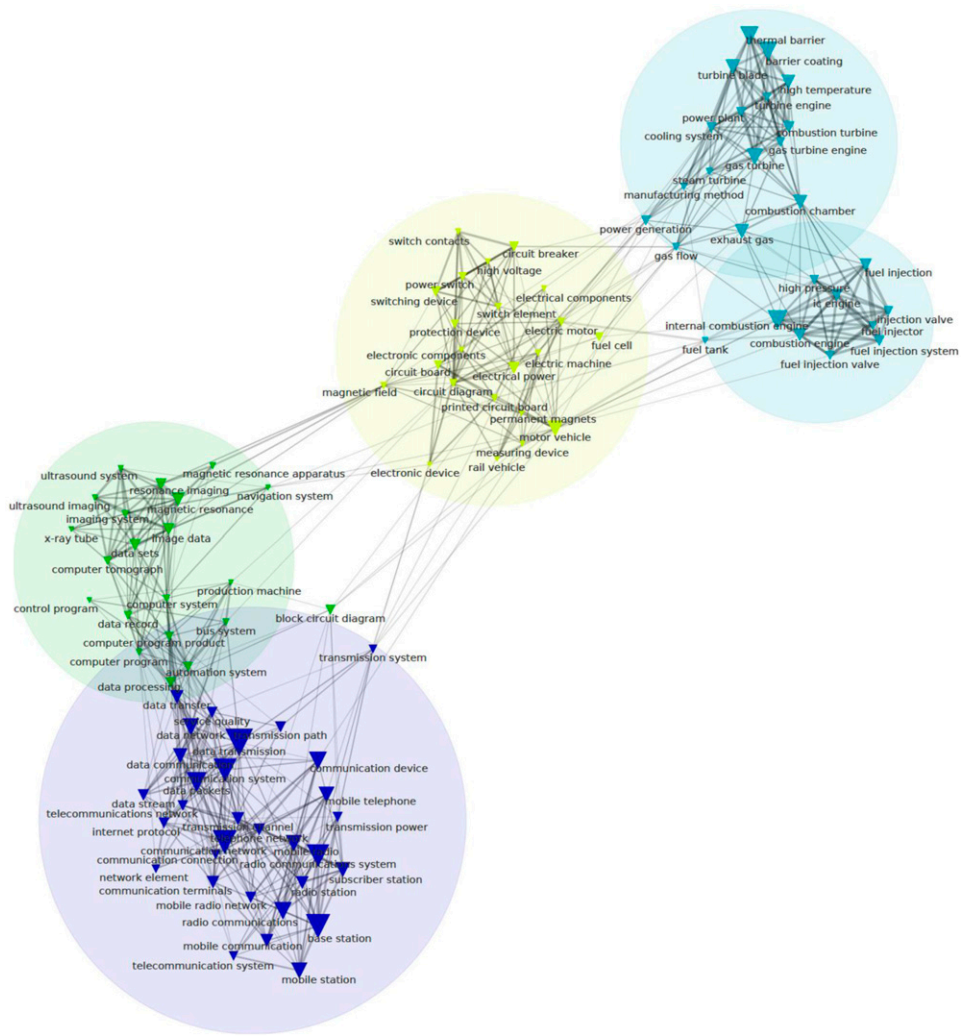 thermal barrier
barrier coating
turbine blade
high temperature
turbine engine
power plant
cooling system
combustion turbine
gas turbine engine
gas turbine
steam turbine
manufacturing method
combustion chamber
power generation
exhaust gas
gas flow
fuel injection
high pressure
ic engine
injection valve
internal combustion engine
fuel injector
combustion engine
fuel injection system
fuel injection valve
fuel tank
switch contacts
circuit breaker
high voltage
power switch
switching device
electrical components
switch element
protection device
electric motor
fuel cell
electronic components
circuit board
electric machine
electrical power
magnetic field
circuit diagram
printed circuit board
permanent magnets
motor vehicle
measuring device
rail vehicle
electronic device
ultrasound system
magnetic resonance apparatus
resonance imaging
navigation system
ultrasound imaging
magnetic resonance
imaging system
x-ray tube
image data
data sets
computer tomograph
production machine
control program
computer system
data record
bus system
block circuit diagram
computer program product
computer program
automation system
data processing
transmission system
data transfer
service quality
data network
transmission path
data transmission
data communication
communication device
communication system
data packets
data stream
mobile telephone
telecommunications network
internet protocol
transmission channel
transmission power
telephone network
communication network
mobile radio
communication connection
radio communications system
network element
subscriber station
communication terminals
radio station
mobile radio network
radio communications
base station
mobile communication
telecommunication system
mobile station